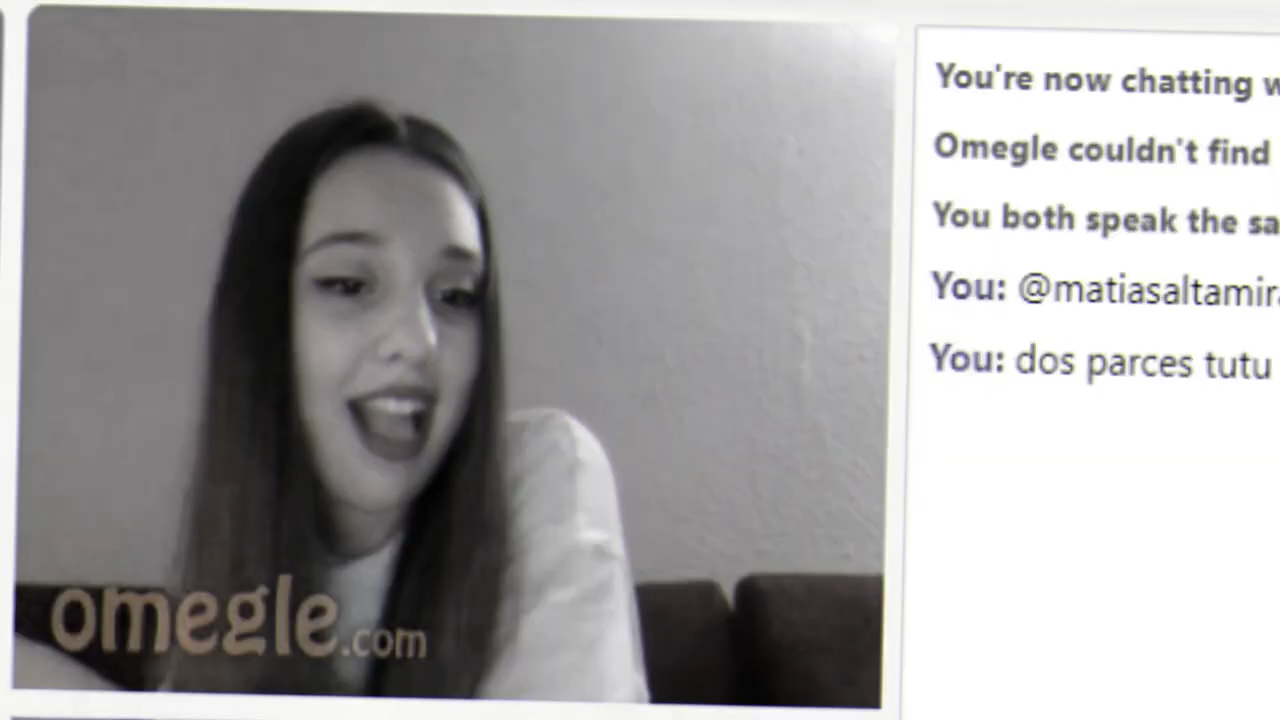 You're now chatting
Omegle couldn't find
You both speak the
You: @matiasaltamir
You: dos parces tutu
omegle.com